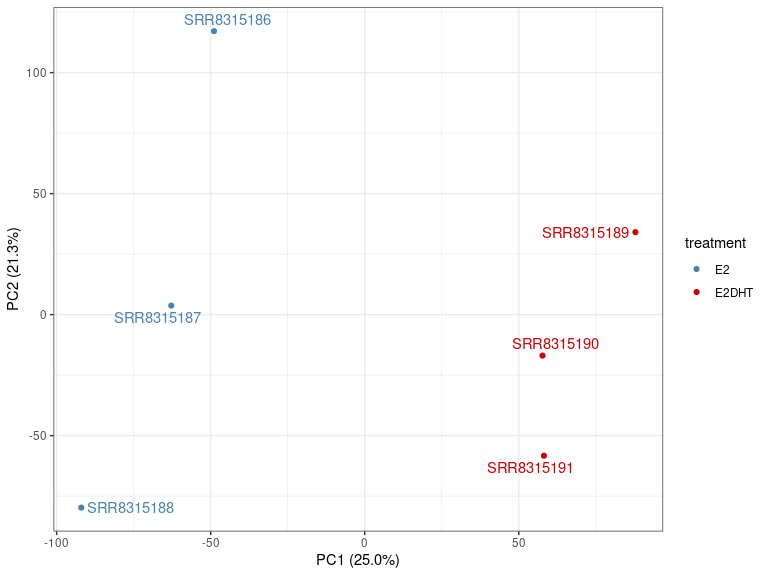 SRR8315186
100
50
SRR8315189
treatment
E2
E2DHT
PC2 (21.3%)
0
SRR8315187
SRR8315190
-50
SRR8315191
SRR8315188
-100
-50
0
50
PC1 (25.0%)